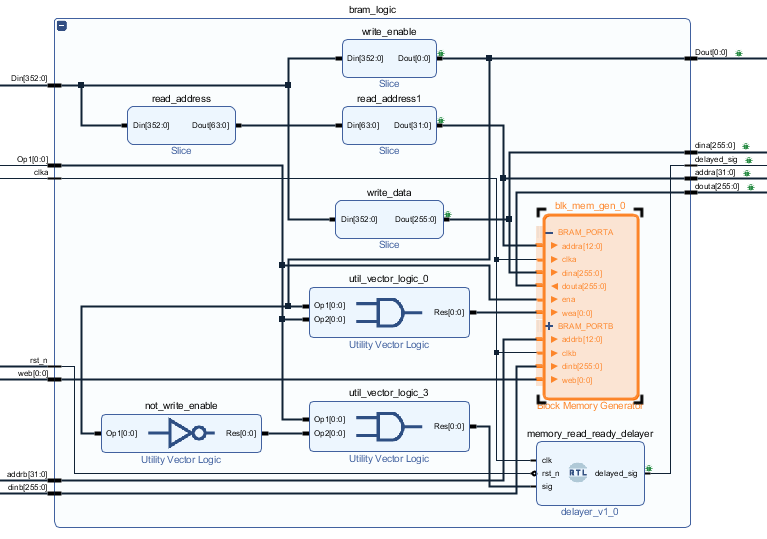 bram_logic
write_enable
Din[352:0] Dout[0:0]
Slice
Dout[0:0]
Din[352:0]
read_address
Din[352:0] Dout[63:0]
Slice
read_address1
Din[63:0] Dout[31:0]
Slice
Op1[0:0]
clka
dina[255:0]
delayed_sig
addra[31:0]
douta[255:0]
write_data
Din[352:0] Dout[255:0]
Slice
blk_mem_gen_0
BRAM_PORTA
addra[12:0]
clka
dina[255:0]
douta[255:0]
ena
wea[0:0]
BRAM_PORTB
addrb[12:0]
clkb
dinb[255:0]
web[0:0]
Block Memory Generator
util_vector_logic_0
Op1[0:0]
Op2[0:0]
Res[0:0]
Utility Vector Logic
rst_n
web[0:0]
not_write_enable
Op1[0:0] Res[0:0]
Utility Vector Logic
util_vector_logic_3
Op1[0:0]
Op2[0:0]
Res[0:0]
Utility Vector Logic
memory_read_ready_delayer
clk
rst_n
sig
RTL
delayed_sig
delayer_v1_0
addrb[31:0]
dinb[255:0]